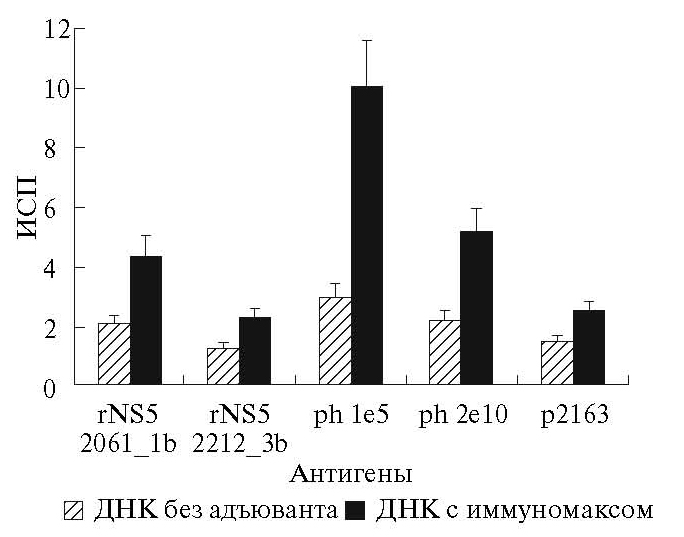 12
10
8
6
4
2
0
ИСП
rNS5 rNS5 ph 1e5 ph 2e10 p2163
2061_1b 2212_3b
Антигены
ДНК без адъюванта ДНК с иммуномаксом